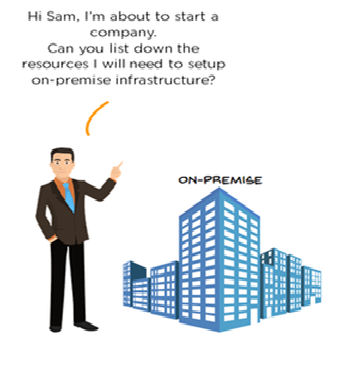 Hi Sam, I'm about to start a
company.
Can you list down the
resources I will need to setup
on-premise infrastructure?
ON=PREMISE